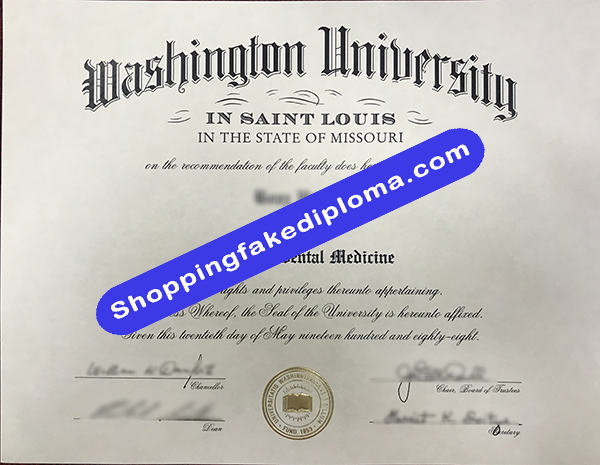 Washington University
IN SAINT LOUIS
IN THE STATE OF MISSOURI
on the recommendation of the faculty does
Shoppingfakediploma.com
Dental Medicine
and privileges thereunto appertaining.
Whereof, the Seal of the University is hereunto affixed.
Given this twentieth day of May nineteen hundred and eighty-eight.
Chancellor
Chair, Board of Trustees
Dean
FUND. 1853